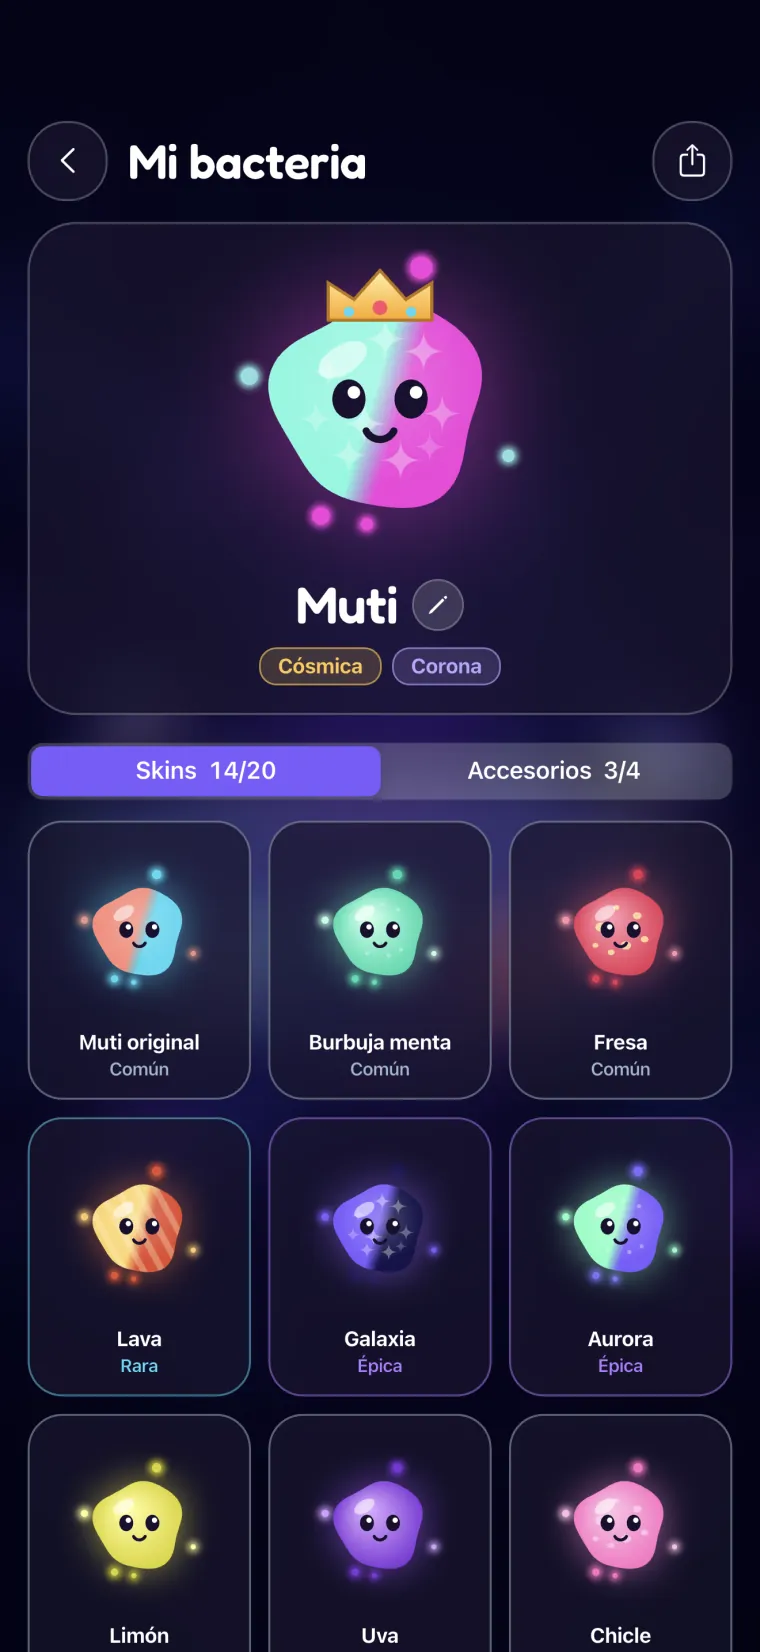 Mi bacteria
Muti
Cósmica Corona
Skins 14/20 Accesorios 3/4
Muti original Burbuja menta Fresa
Común Común Común
Lava Galaxia Aurora
Rara Épica Épica
Limón Uva Chicle